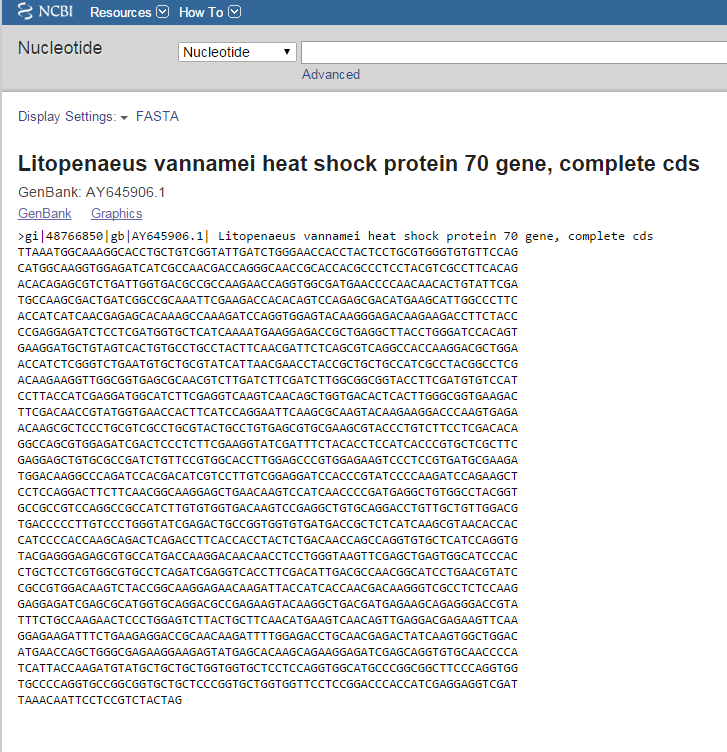 NCBI Resources How To
Nucleotide
Nucleotide
Advanced
Display Settings: FASTA
Litopenaeus vannamei heat shock protein 70 gene, complete cds
GenBank: AY645906.1
GenBank Graphics
>gi|48766850|gb|AY645906.1| Litopenaeus vannamei heat shock protein 70 gene, complete cds
TTAAATGGCAAAGGCACCTGCTGTCGGTATTGATCTGGGAACCACCTACTCCTGCGTGGGTGTGTTCCAG
CATGGCAAGGTGGAGATCATCGCCAACGACCAGGGCAACCGCACCACGCCCTCCTACGTCGCCTTCACAG
ACACAGAGCGTCTGATTGGTGACGCCGCCAAGAACCAGGTGGCGATGAACCCCAACAACACTGTATTCGA
TGCCAAGCGACTGATCGGCCGCAAATTCGAAGACCACACAGTCCAGAGCGACATGAAGCATTGGCCCTTC
ACCATCATCAACGAGAGCACAAAGCCAAAGATCCAGGTGGAGTACAAGGGAGACAAGAAGACCTTCTACC
CCGAGGAGATCTCCTCGATGGTGCTCATCAAAATGAAGGAGACCGCTGAGGCTTACCTGGGATCCACAGT
GAAGGATGCTGTAGTCACTGTGCCTGCCTACTTCAACGATTCTCAGCGTCAGGCCACCAAGGACGCTGGA
ACCATCTCGGGTCTGAATGTGCTGCGTATCATTAACGAACCTACCGCTGCTGCCATCGCCTACGGCCTCG
ACAAGAAGGTTGGCGGTGAGCGCAACGTCTTGATCTTCGATCTTGGCGGCGGTACCTTCGATGTGTCCAT
CCTTACCATCGAGGATGGCATCTTCGAGGTCAAGTCAACAGCTGGTGACACTCACTTGGGCGGTGAAGAC
TTCGACAACCGTATGGTGAACCACTTCATCCAGGAATTCAAGCGCAAGTACAAGAAGGACCCAAGTGAGA
ACAAGCGCTCCCTGCGTCGCCTGCGTACTGCCTGTGAGCGTGCGAAGCGTACCCTGTCTTCCTCGACACA
GGCCAGCGTGGAGATCGACTCCCTCTTCGAAGGTATCGATTTCTACACCTCCATCACCCGTGCTCGCTTC
GAGGAGCTGTGCGCCGATCTGTTCCGTGGCACCTTGGAGCCCGTGGAGAAGTCCCTCCGTGATGCGAAGA
TGGACAAGGCCCAGATCCACGACATCGTCCTTGTCGGAGGATCCACCCGTATCCCCAAGATCCAGAAGCT
CCTCCAGGACTTCTTCAACGGCAAGGAGCTGAACAAGTCCATCAACCCCGATGAGGCTGTGGCCTACGGT
GCCGCCGTCCAGGCCGCCATCTTGTGTGGTGACAAGTCCGAGGCTGTGCAGGACCTGTTGCTGTTGGACG
TGACCCCCTTGTCCCTGGGTATCGAGACTGCCGGTGGTGTGATGACCGCTCTCATCAAGCGTAACACCAC
CATCCCCACCAAGCAGACTCAGACCTTCACCACCTACTCTGACAACCAGCCAGGTGTGCTCATCCAGGTG
TACGAGGGAGAGCGTGCCATGACCAAGGACAACAACCTCCTGGGTAAGTTCGAGCTGAGTGGCATCCCAC
CTGCTCCTCGTGGCGTGCCTCAGATCGAGGTCACCTTCGACATTGACGCCAACGGCATCCTGAACGTATC
CGCCGTGGACAAGTCTACCGGCAAGGAGAACAAGATTACCATCACCAACGACAAGGGTCGCCTCTCCAAG
GAGGAGATCGAGCGCATGGTGCAGGACGCCGAGAAGTACAAGGCTGACGATGAGAAGCAGAGGGACCGTA
TTTCTGCCAAGAACTCCCTGGAGTCTTACTGCTTCAACATGAAGTCAACAGTTGAGGACGAGAAGTTCAA
GGAGAAGATTTCTGAAGAGGACCGCAACAAGATTTTGGAGACCTGCAACGAGACTATCAAGTGGCTGGAC
ATGAACCAGCTGGGCGAGAAGGAAGAGTATGAGCACAAGCAGAAGGAGATCGAGCAGGTGTGCAACCCCA
TCATTACCAAGATGTATGCTGCTGCTGGTGGTGCTCCTCCAGGTGGCATGCCCGGCGGCTTCCCAGGTGG
TGCCCCAGGTGCCGGCGGTGCTGCTCCCGGTGCTGGTGGTTCCTCCGGACCCACCATCGAGGAGGTCGAT
TAAACAATTCCTCCGTCTACTAG